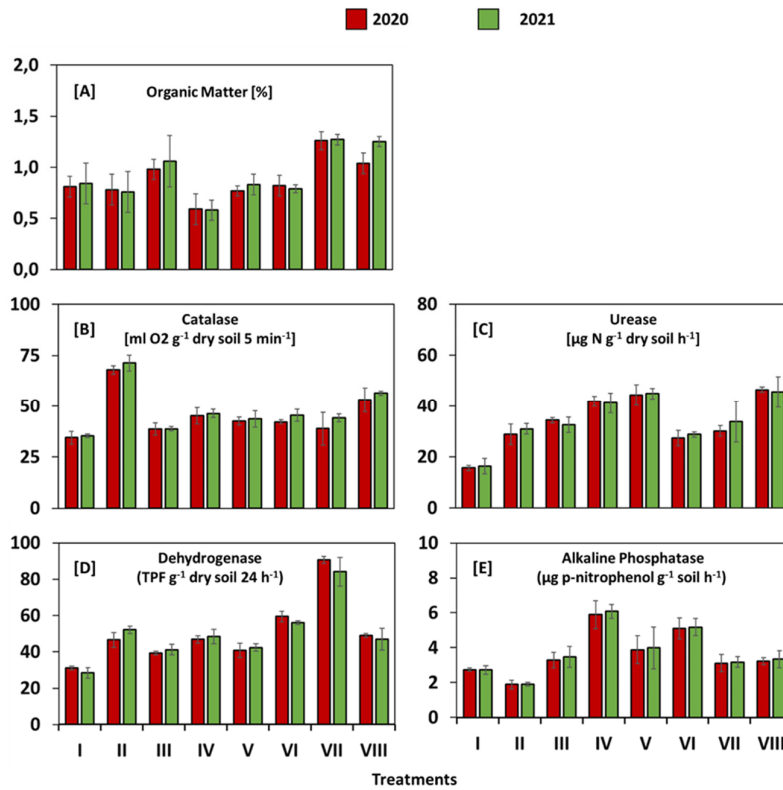 2020 2021
[A] Organic Matter [%]
2,0
1,5
1,0
0,5
0,0
[B] Catalase
[ml O2 g⁻¹ dry soil 5 min⁻¹]
100
75
50
25
0
[C] Urease
[µg N g⁻¹ dry soil h⁻¹]
80
60
40
20
0
[D] Dehydrogenase
(TPF g⁻¹ dry soil 24 h⁻¹)
100
80
60
40
20
0
I II III IV V VI VII VIII
[E] Alkaline Phosphatase
(µg p-nitrophenol g⁻¹ soil h⁻¹)
10
8
6
4
2
0
I II III IV V VI VII VIII
Treatments